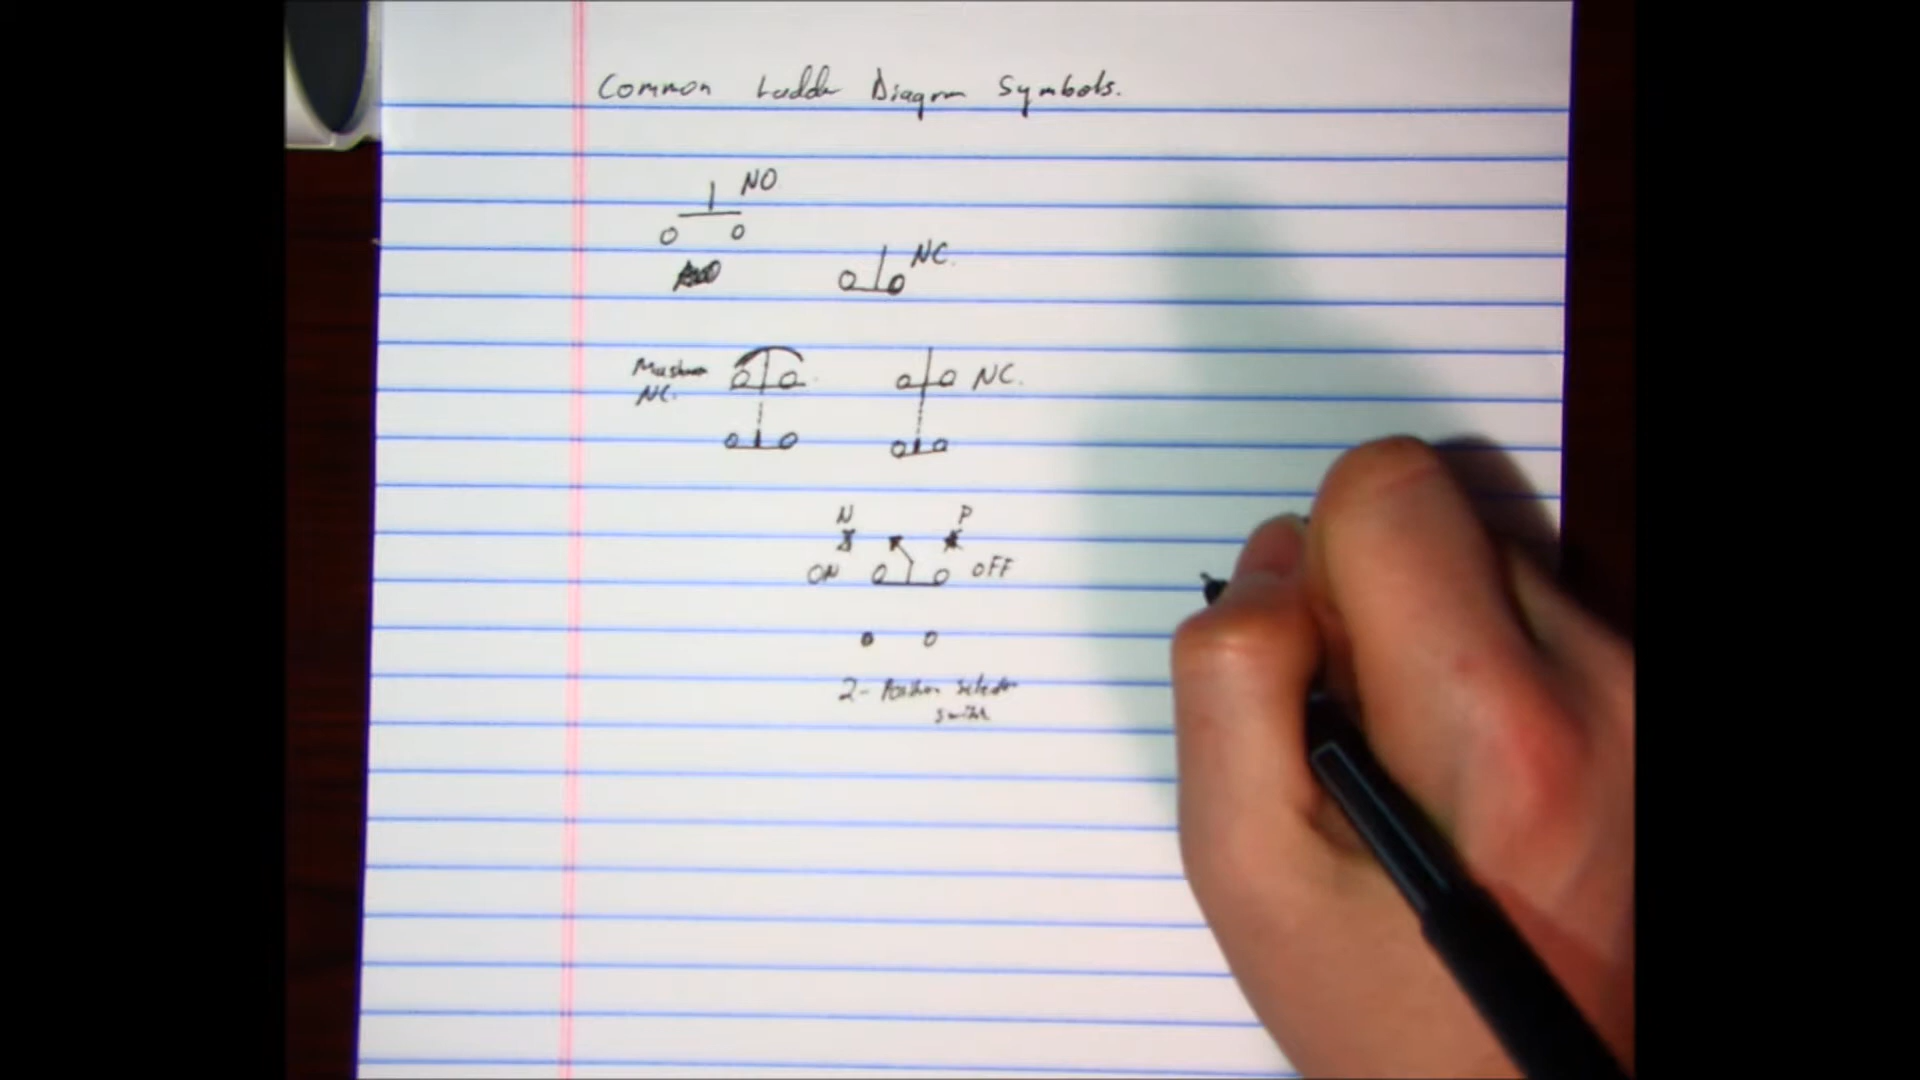 Common Ladder Diagram Symbols.
NO
NC.
Mushroom
NC.
NC.
N P
ON OFF
2- Position Selector
switch